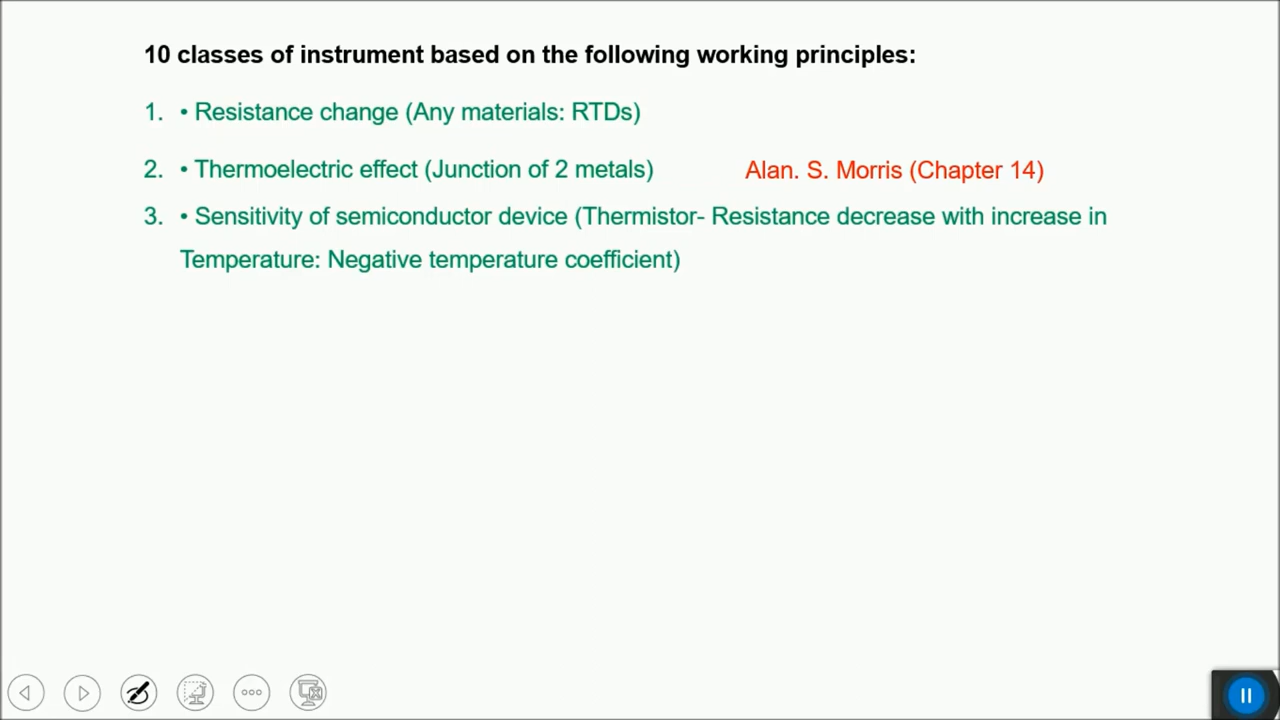 10 classes of instrument based on the following working principles:
1. • Resistance change (Any materials: RTDs)
2. • Thermoelectric effect (Junction of 2 metals) Alan. S. Morris (Chapter 14)
3. • Sensitivity of semiconductor device (Thermistor- Resistance decrease with increase in
Temperature: Negative temperature coefficient)